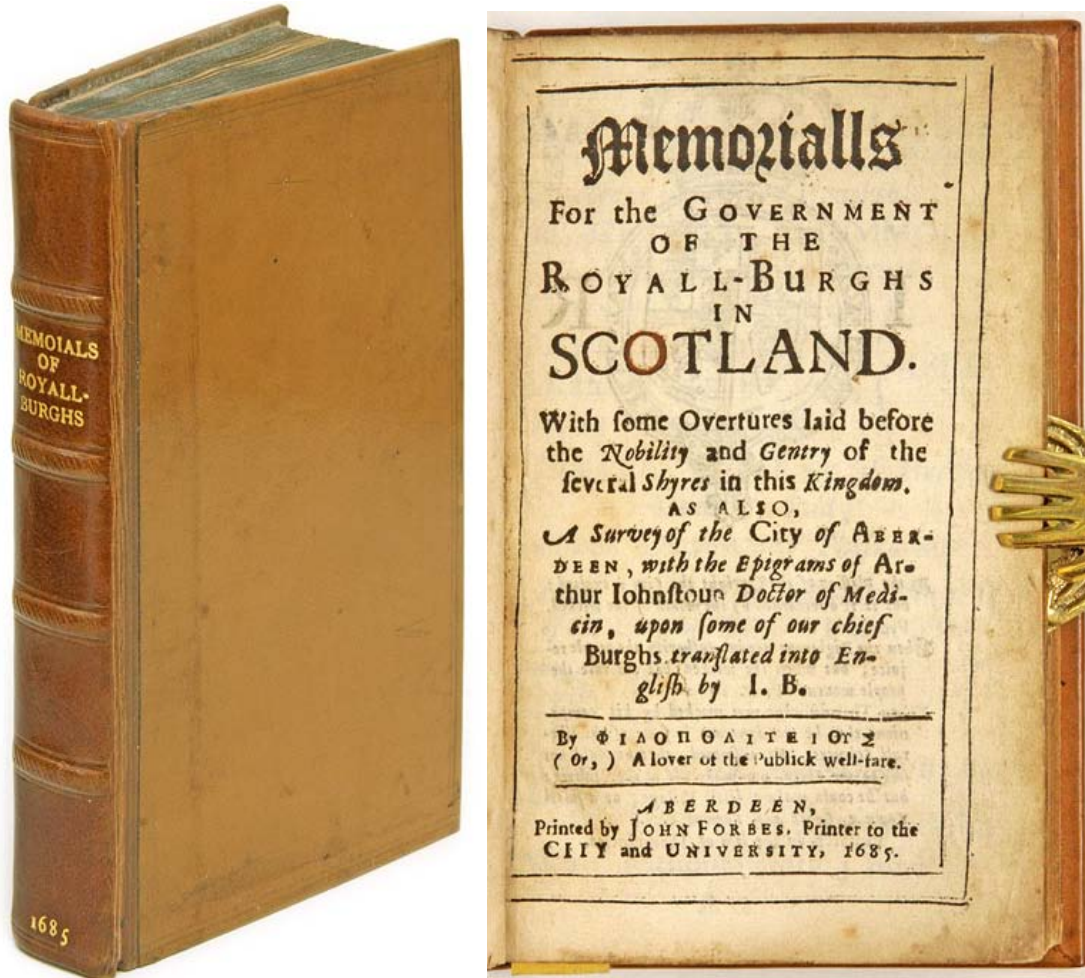 MEMOIALS
OF
ROYALL-
BURGHS
1685
Memorialls
For the GOVERNMENT
OF THE
ROYALL-BURGHS
IN
SCOTLAND.
With ſome Overtures laid before
the Nobility and Gentry of the
ſeveral Shyres in this Kingdom.
AS ALSO,
A Survey of the City of ABER-
DEEN, with the Epigrams of Ar-
thur Iohnſtoun Doctor of Medi-
cin, upon ſome of our chief
Burghs tranſlated into En-
gliſh by I. B.
By ΦΙΛΟΠΟΛΙΤΕΙΟΥΣ
(Or,) A lover of the Publick well-fare.
ABERDEEN,
Printed by JOHN FORBES, Printer to the
CITY and UNIVERSITY, 1685.